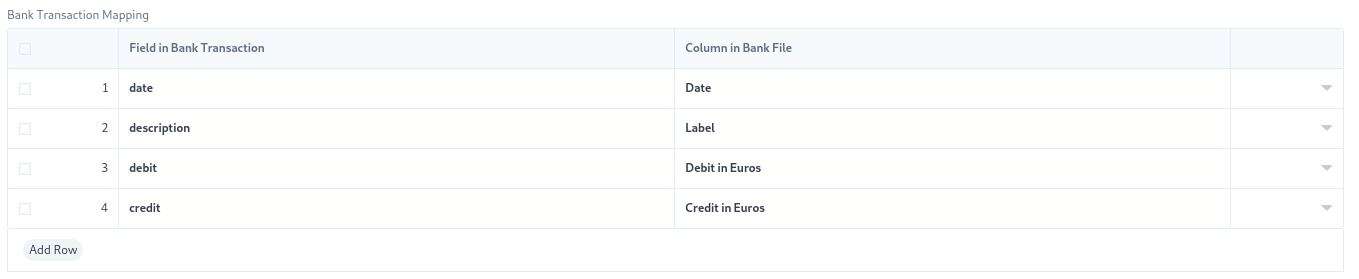 Bank Transaction Mapping
Field in Bank Transaction Column in Bank File
1 date Date
2 description Label
3 debit Debit in Euros
4 credit Credit in Euros
Add Row